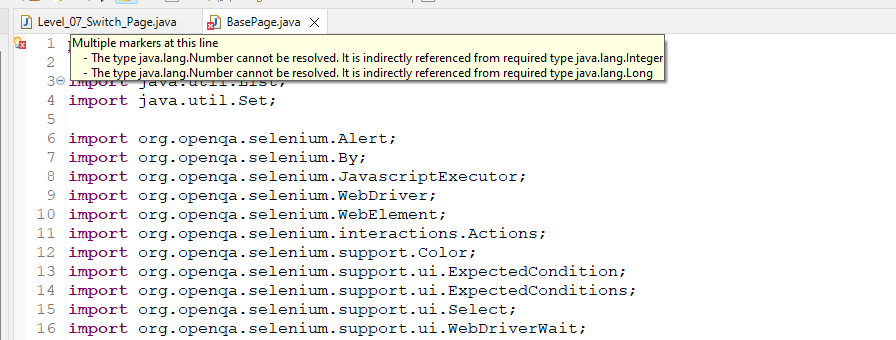 Level_07_Switch_Page.java
BasePage.java
1
Multiple markers at this line
- The type java.lang.Number cannot be resolved. It is indirectly referenced from required type java.lang.Integer
- The type java.lang.Number cannot be resolved. It is indirectly referenced from required type java.lang.Long
2
3 import java.util.List;
4 import java.util.Set;
5
6 import org.openqa.selenium.Alert;
7 import org.openqa.selenium.By;
8 import org.openqa.selenium.JavascriptExecutor;
9 import org.openqa.selenium.WebDriver;
10 import org.openqa.selenium.WebElement;
11 import org.openqa.selenium.interactions.Actions;
12 import org.openqa.selenium.support.Color;
13 import org.openqa.selenium.support.ui.ExpectedCondition;
14 import org.openqa.selenium.support.ui.ExpectedConditions;
15 import org.openqa.selenium.support.ui.Select;
16 import org.openqa.selenium.support.ui.WebDriverWait;